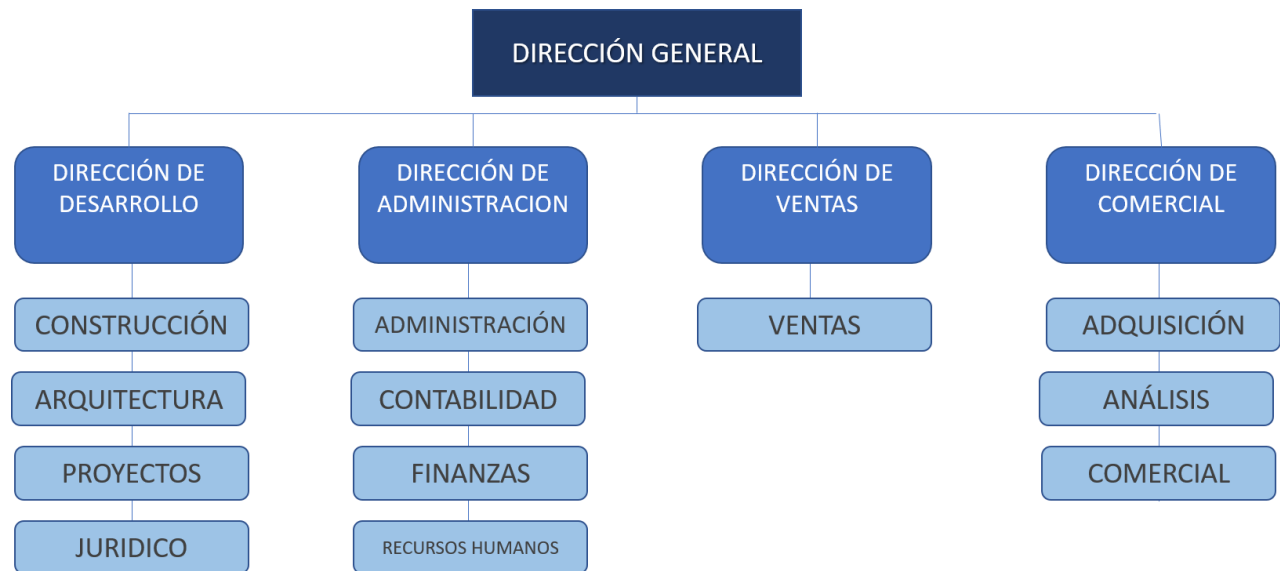 DIRECCIÓN GENERAL
DIRECCIÓN DE
DESARROLLO
DIRECCIÓN DE
ADMINISTRACION
DIRECCIÓN DE
VENTAS
DIRECCIÓN DE
COMERCIAL
CONSTRUCCIÓN
ADMINISTRACIÓN
VENTAS
ADQUISICIÓN
ARQUITECTURA
CONTABILIDAD
ANÁLISIS
PROYECTOS
FINANZAS
COMERCIAL
JURIDICO
RECURSOS HUMANOS